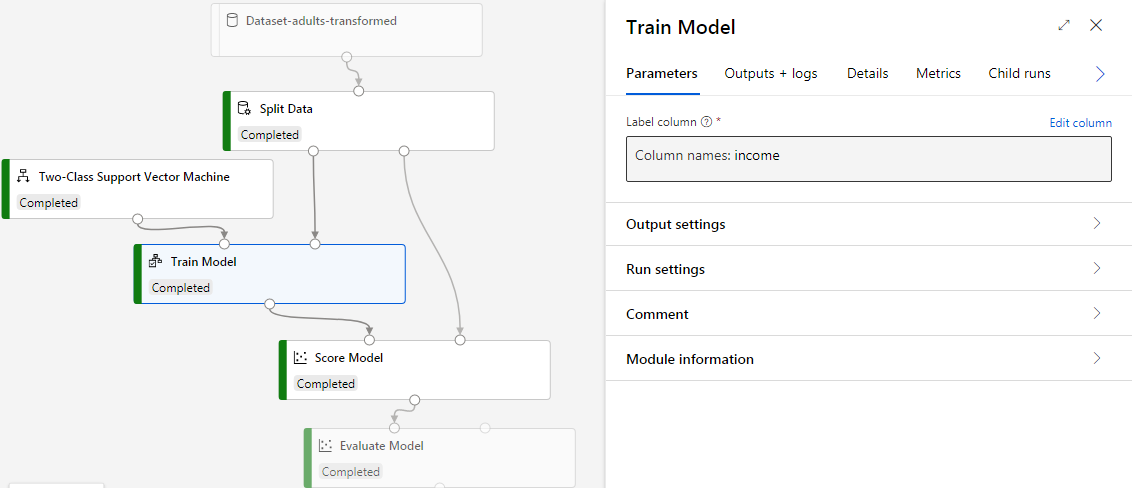 Dataset-adults-transformed
Split Data
Completed
Two-Class Support Vector Machine
Completed
Train Model
Completed
Score Model
Completed
Evaluate Model
Completed
Train Model
Parameters Outputs + logs Details Metrics Child runs
Label column ? * Edit column
Column names: income
Output settings
Run settings
Comment
Module information